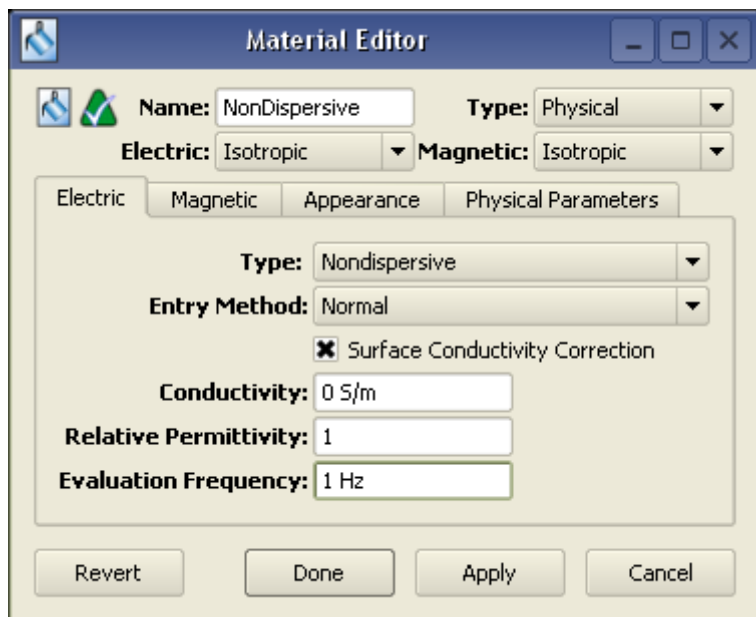 Material Editor
Name: NonDispersive Type: Physical
Electric: Isotropic Magnetic: Isotropic
Electric Magnetic Appearance Physical Parameters
Type: Nondispersive
Entry Method: Normal
Surface Conductivity Correction
Conductivity: 0 S/m
Relative Permittivity: 1
Evaluation Frequency: 1 Hz
Revert Done Apply Cancel